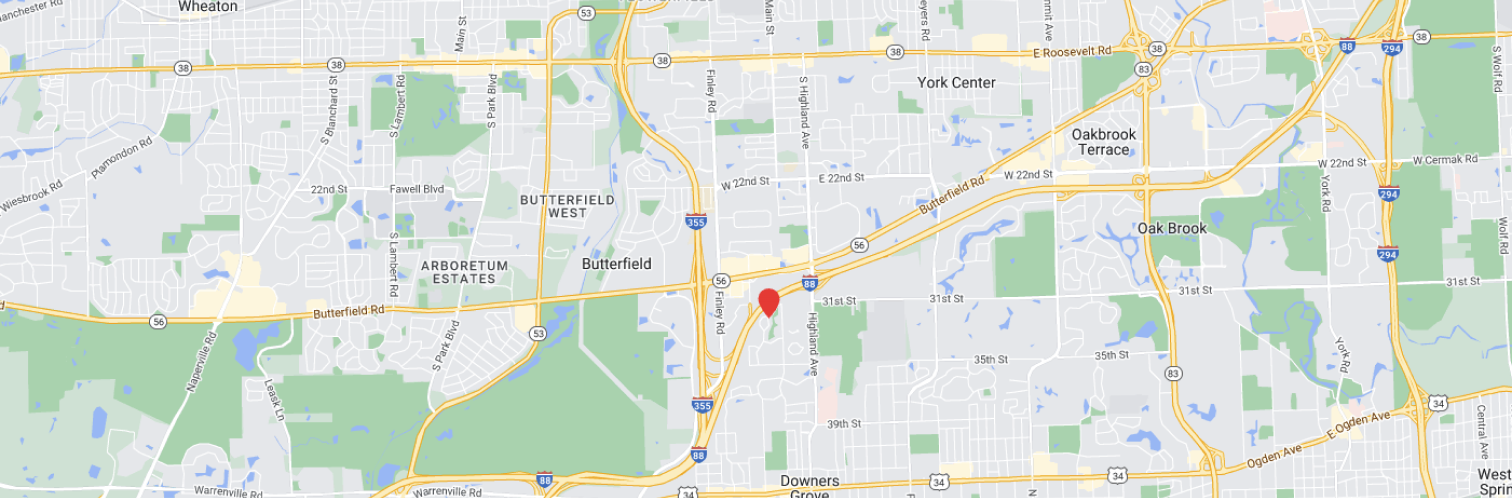 Wheaton
53
Main St
Main St
38
38
38
38
E Roosevelt Rd
38
88
294
38
S Wolf Rd
83
York Center
S Blanchard St
S Lambert Rd
S Park Blvd
Finley Rd
S Highland Ave
Oakbrook
Terrace
Plamondon Rd
Wiesbrook Rd
22nd St
Fawell Blvd
W 22nd St
E 22nd St
W 22nd St
W 22nd St
W Cermak Rd
BUTTERFIELD
WEST
Butterfield Rd
294
York Rd
355
Oak Brook
Wolf Rd
S Lambert Rd
56
ARBORETUM
ESTATES
Butterfield
294
56
88
31st St
31st St
31st St
31st St
Butterfield Rd
56
53
Finley Rd
Highland Ave
Naperville Rd
S Park Blvd
35th St
35th St
York Rd
Leask Ln
83
355
34
39th St
E Ogden Ave
Central Ave
Ogden Ave
88
88
34
34
34
Downers
Grove
Warrenville Rd
Warrenville Rd
N